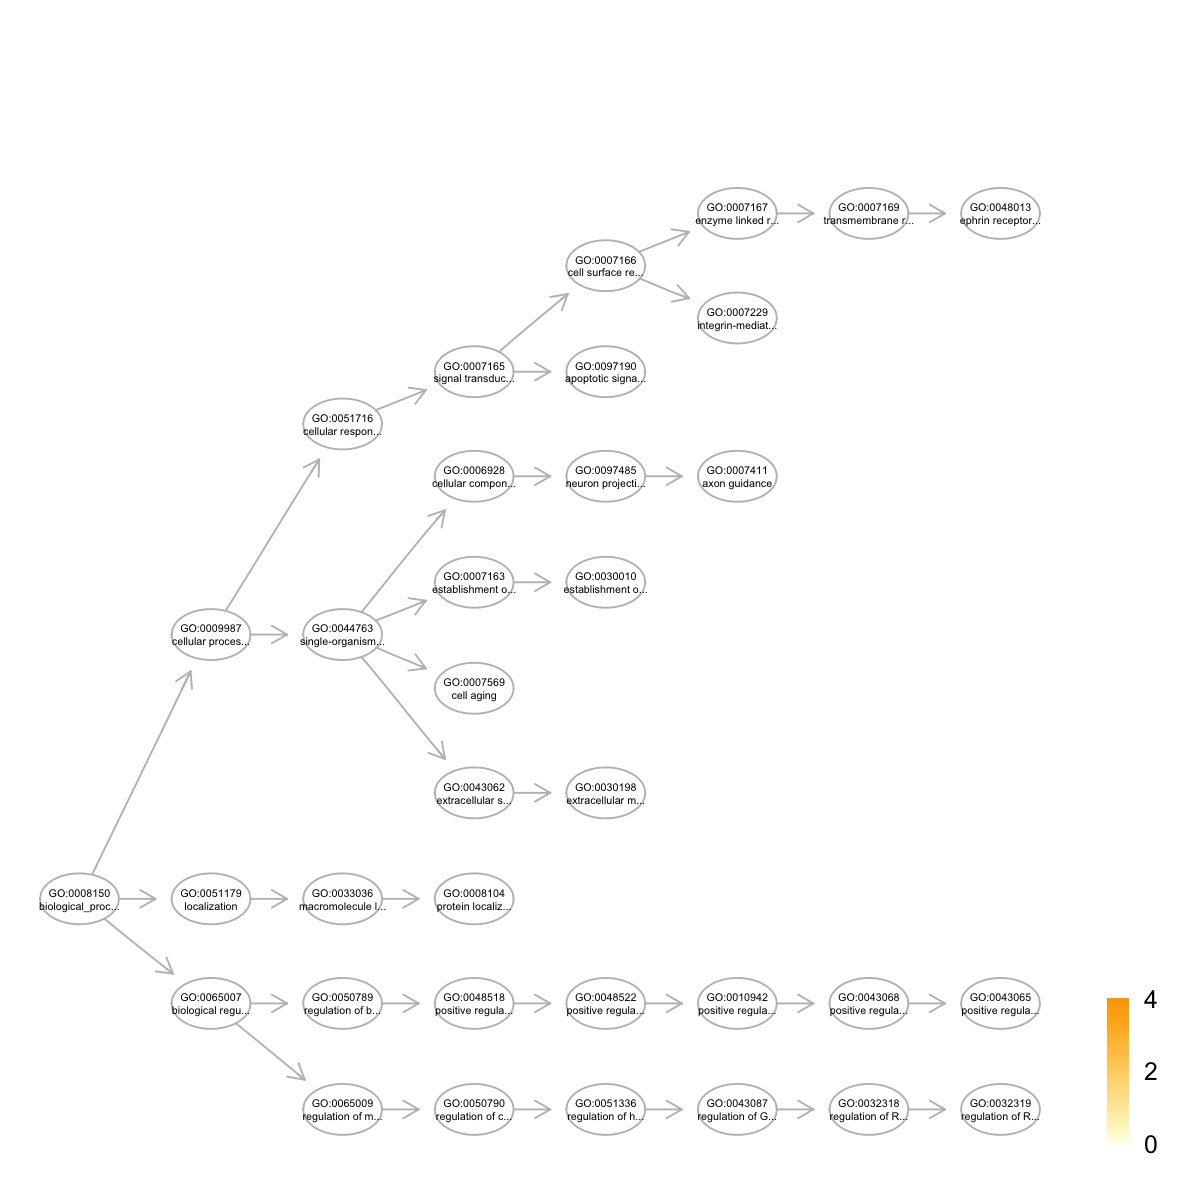 GO:0007167
enzyme linked r...
GO:0007169
transmembrane r...
GO:0048013
ephrin receptor...
GO:0007166
cell surface re...
GO:0007229
integrin-mediat...
GO:0007165
signal transduc...
GO:0097190
apoptotic signa...
GO:0051716
cellular respon...
GO:0006928
cellular compon...
GO:0097485
neuron projecti...
GO:0007411
axon guidance
GO:0007163
establishment o...
GO:0030010
establishment o...
GO:0009987
cellular proces...
GO:0044763
single-organism...
GO:0007569
cell aging
GO:0043062
extracellular s...
GO:0030198
extracellular m...
GO:0008150
biological_proc...
GO:0051179
localization
GO:0033036
macromolecule l...
GO:0008104
protein localiz...
GO:0065007
biological regu...
GO:0050789
regulation of b...
GO:0048518
positive regula...
GO:0048522
positive regula...
GO:0010942
positive regula...
GO:0043068
positive regula...
GO:0043065
positive regula...
GO:0065009
regulation of m...
GO:0050790
regulation of c...
GO:0051336
regulation of h...
GO:0043087
regulation of G...
GO:0032318
regulation of R...
GO:0032319
regulation of R...
4
2
0